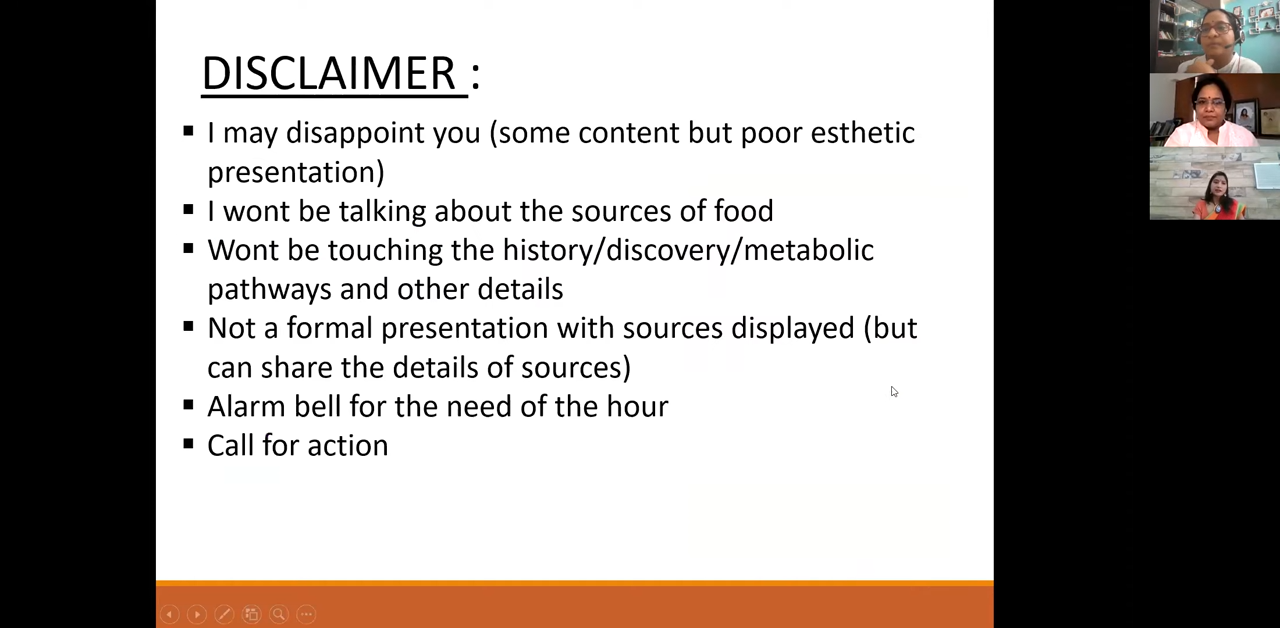 DISCLAIMER :
▪ I may disappoint you (some content but poor esthetic
presentation)
▪ I wont be talking about the sources of food
▪ Wont be touching the history/discovery/metabolic
pathways and other details
▪ Not a formal presentation with sources displayed (but
can share the details of sources)
▪ Alarm bell for the need of the hour
▪ Call for action